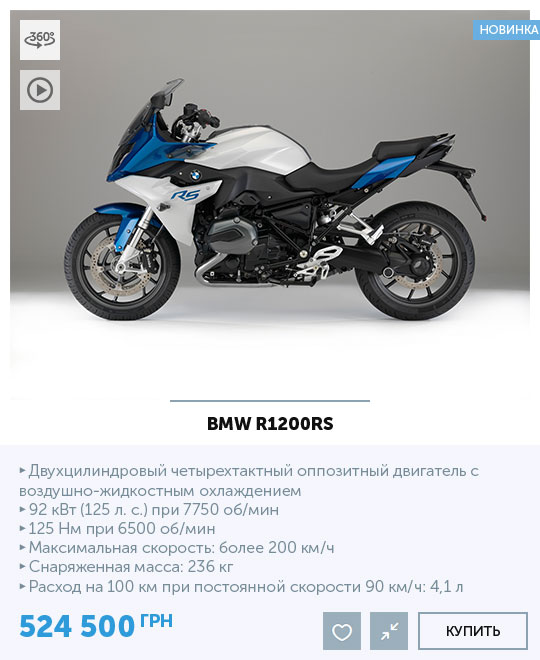 360°
НОВИНКА
RS
BMW R1200RS
▸ Двухцилиндровый четырехтактный оппозитный двигатель с
воздушно-жидкостным охлаждением
▸ 92 кВт (125 л. с.) при 7750 об/мин
▸ 125 Нм при 6500 об/мин
▸ Максимальная скорость: более 200 км/ч
▸ Снаряженная масса: 236 кг
▸ Расход на 100 км при постоянной скорости 90 км/ч: 4,1 л
524 500 ГРН
КУПИТЬ